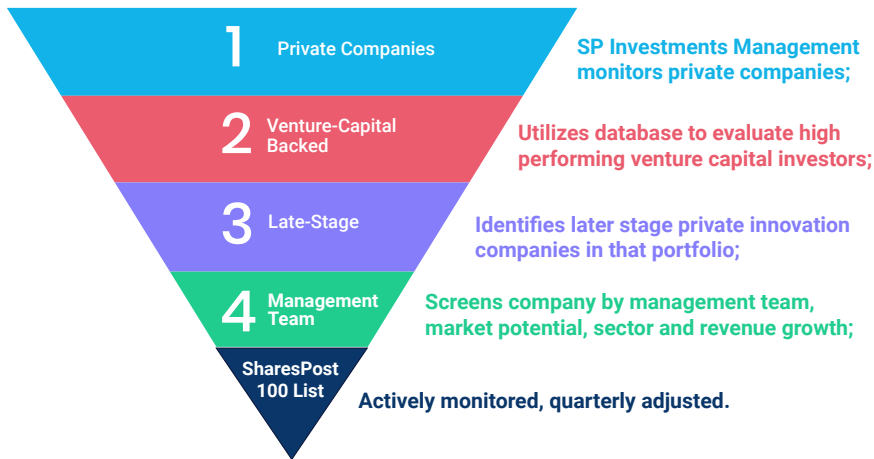 1 Private Companies
SP Investments Management
monitors private companies;
2 Venture-Capital
Backed
Utilizes database to evaluate high
performing venture capital investors;
3 Late-Stage
Identifies later stage private innovation
companies in that portfolio;
4 Management
Team
Screens company by management team,
market potential, sector and revenue growth;
SharesPost
100 List
Actively monitored, quarterly adjusted.